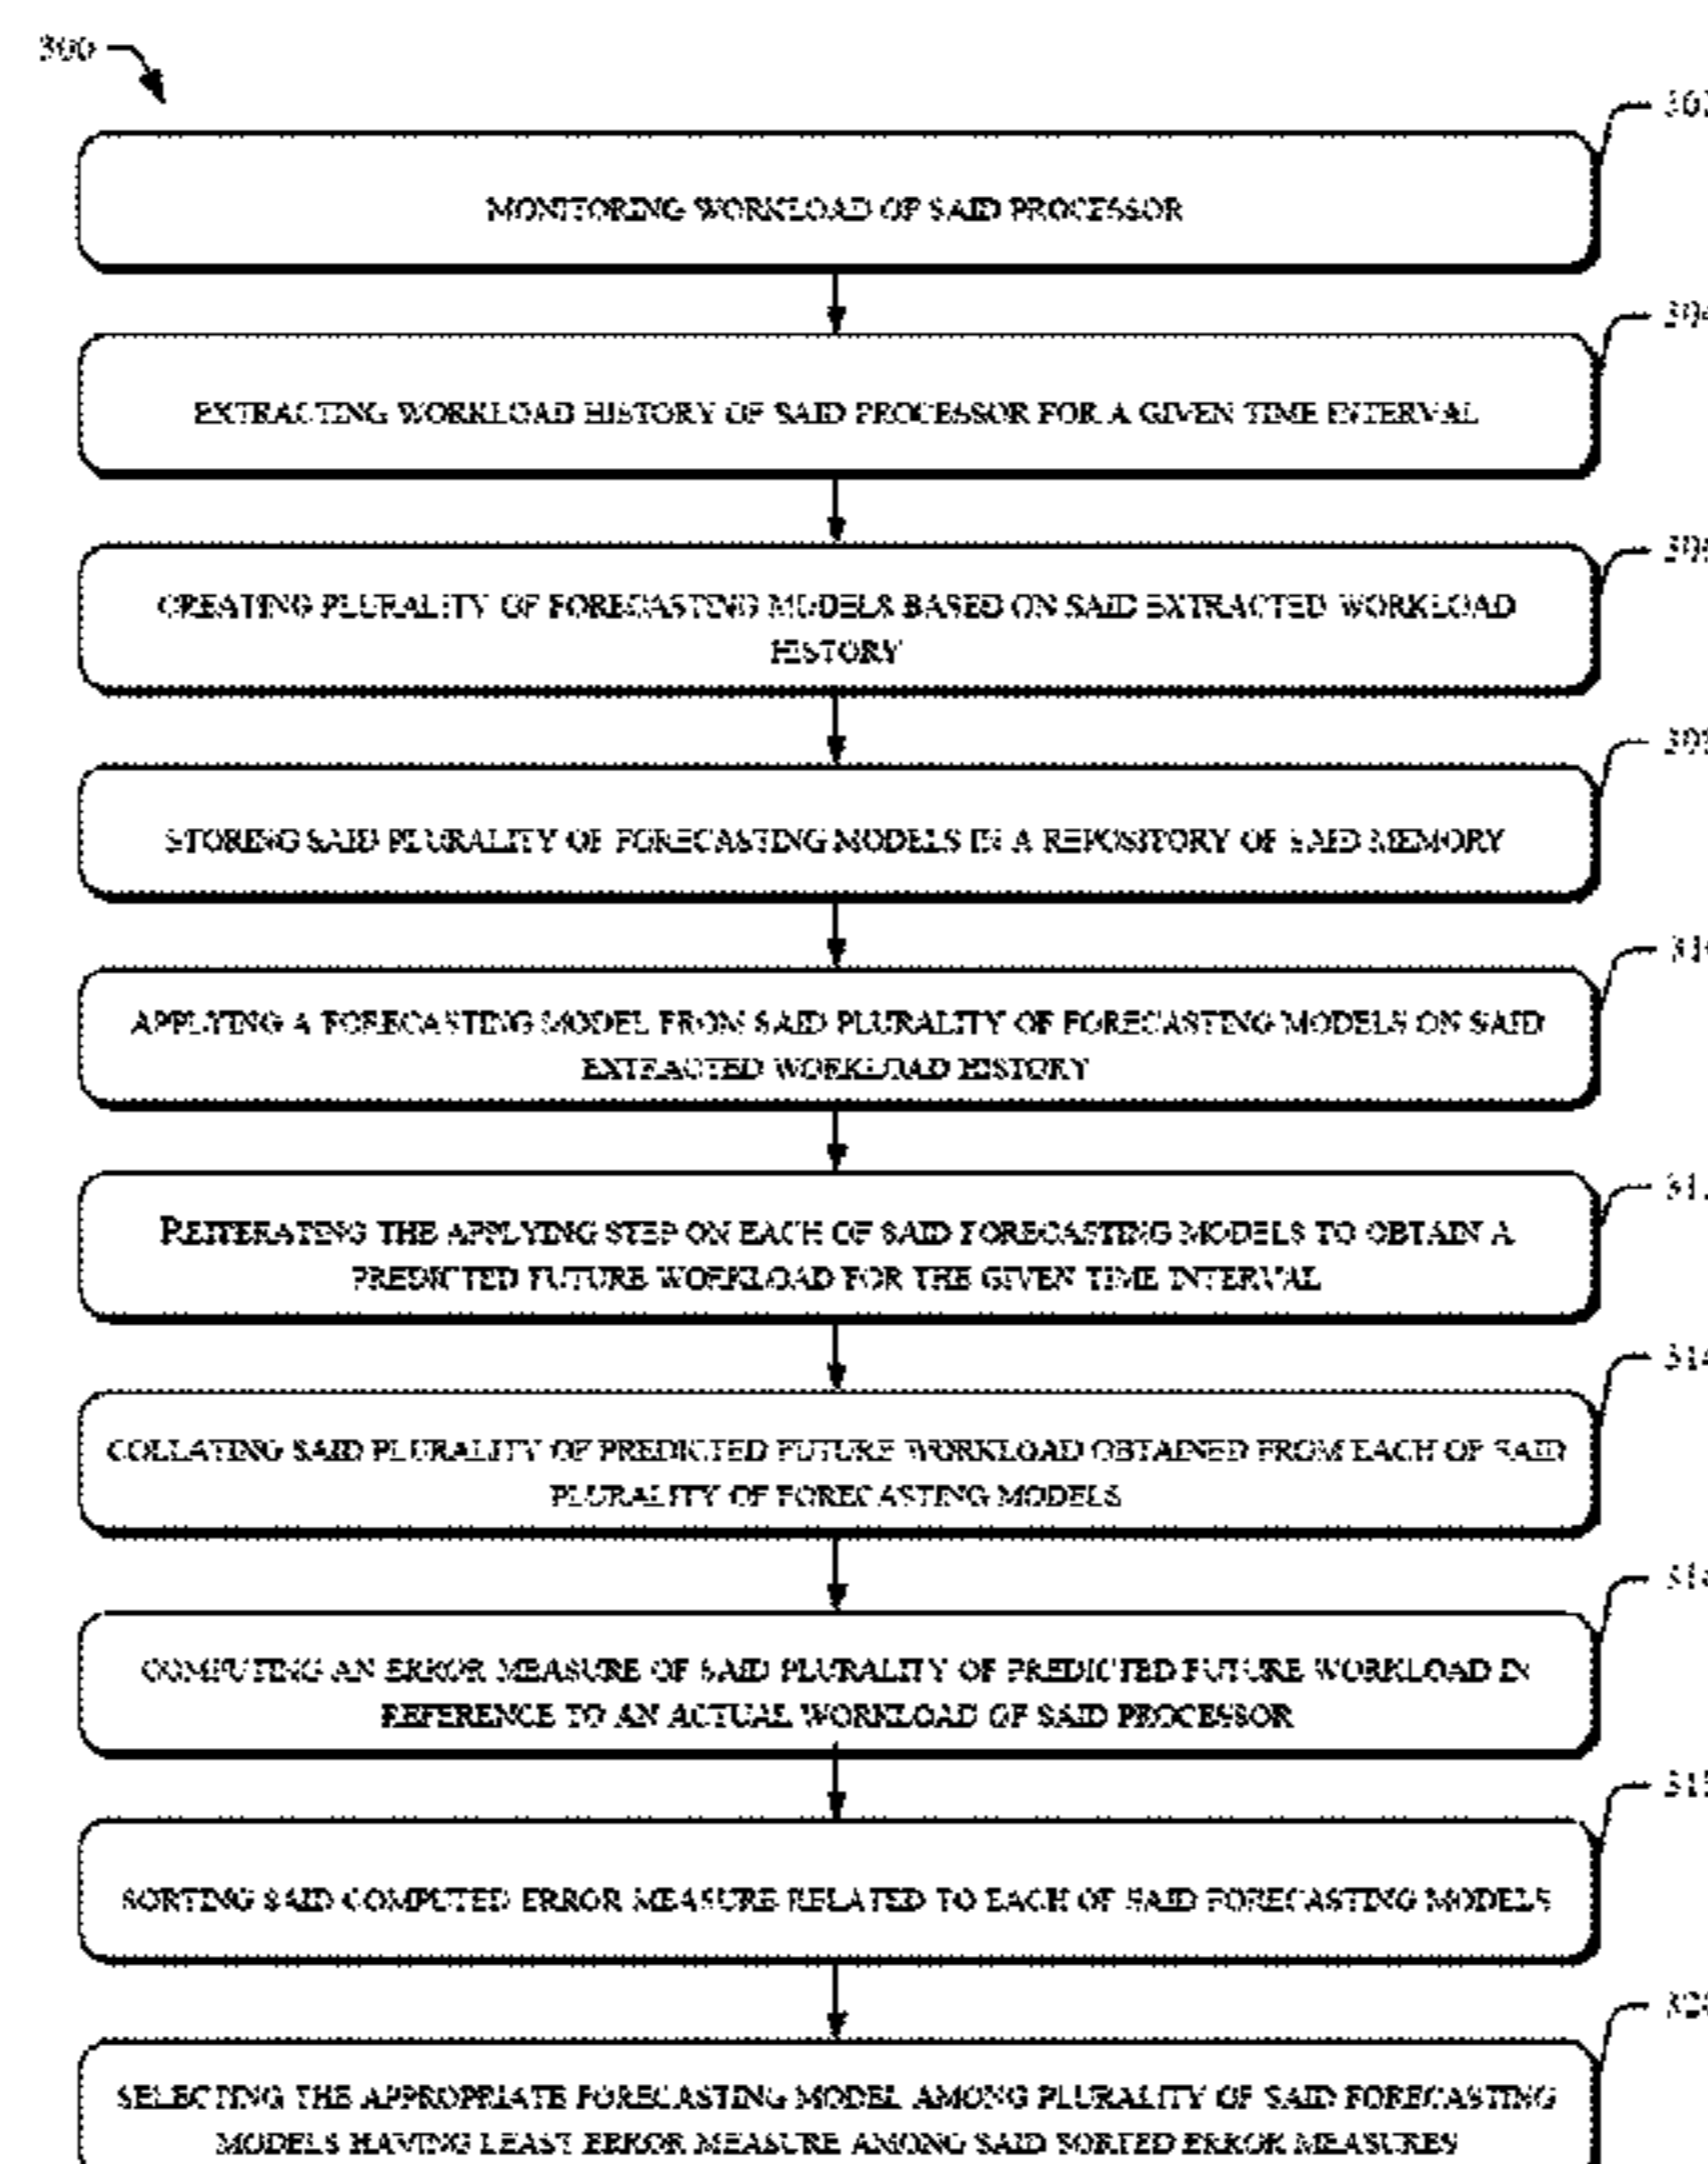 300
MONITORING WORKLOAD OF SAID PROCESSOR
EXTRACTING WORKLOAD HISTORY OF SAID PROCESSOR FOR A GIVEN TIME INTERVAL
CREATING PLURALITY OF FORECASTING MODELS BASED ON SAID EXTRACTED WORKLOAD
HISTORY
STORING SAID PLURALITY OF FORECASTING MODELS IN A REPOSITORY OF SAID MEMORY
APPLYING A FORECASTING MODEL FROM SAID PLURALITY OF FORECASTING MODELS ON SAID
EXTRACTED WORKLOAD HISTORY
REITERATING THE APPLYING STEP ON EACH OF SAID FORECASTING MODELS TO OBTAIN A
PREDICTED FUTURE WORKLOAD FOR THE GIVEN TIME INTERVAL
COLLATING SAID PLURALITY OF PREDICTED FUTURE WORKLOAD OBTAINED FROM EACH OF SAID
PLURALITY OF FORECASTING MODELS
COMPUTING AN ERROR MEASURE OF SAID PLURALITY OF PREDICTED FUTURE WORKLOAD IN
REFERENCE TO AN ACTUAL WORKLOAD OF SAID PROCESSOR
SORTING SAID COMPUTED ERROR MEASURE RELATED TO EACH OF SAID FORECASTING MODELS
SELECTING THE APPROPRIATE FORECASTING MODEL AMONG PLURALITY OF SAID FORECASTING
MODELS HAVING LEAST ERROR MEASURE AMONG SAID SORTED ERROR MEASURES